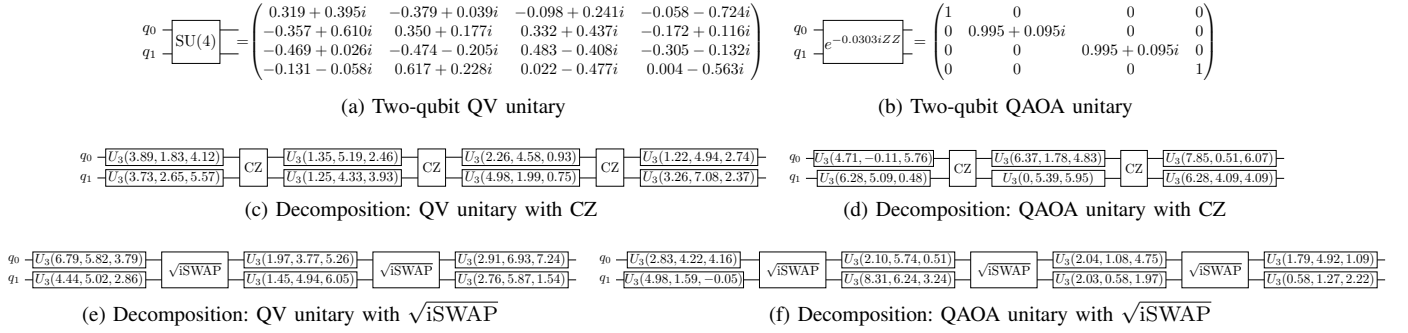 q₀ q₁ SU(4) = (0.319 + 0.395i −0.379 + 0.039i −0.098 + 0.241i −0.058 − 0.724i
−0.357 + 0.610i 0.350 + 0.177i 0.332 + 0.437i −0.172 + 0.116i
−0.469 + 0.026i −0.474 − 0.205i 0.483 − 0.408i −0.305 − 0.132i
−0.131 − 0.058i 0.617 + 0.228i 0.022 − 0.477i 0.004 − 0.563i)
(a) Two-qubit QV unitary
q₀ q₁ e^{−0.0303iZZ} = (1 0 0 0
0 0.995 + 0.095i 0 0
0 0 0.995 + 0.095i 0
0 0 0 1)
(b) Two-qubit QAOA unitary
q₀ U₃(3.89, 1.83, 4.12) CZ U₃(1.35, 5.19, 2.46) CZ U₃(2.26, 4.58, 0.93) CZ U₃(1.22, 4.94, 2.74)
q₁ U₃(3.73, 2.65, 5.57) U₃(1.25, 4.33, 3.93) U₃(4.98, 1.99, 0.75) U₃(3.26, 7.08, 2.37)
(c) Decomposition: QV unitary with CZ
q₀ U₃(4.71, −0.11, 5.76) CZ U₃(6.37, 1.78, 4.83) CZ U₃(7.85, 0.51, 6.07)
q₁ U₃(6.28, 5.09, 0.48) U₃(0, 5.39, 5.95) U₃(6.28, 4.09, 4.09)
(d) Decomposition: QAOA unitary with CZ
q₀ U₃(6.79, 5.82, 3.79) √iSWAP U₃(1.97, 3.77, 5.26) √iSWAP U₃(2.91, 6.93, 7.24)
q₁ U₃(4.44, 5.02, 2.86) U₃(1.45, 4.94, 6.05) U₃(2.76, 5.87, 1.54)
(e) Decomposition: QV unitary with √iSWAP
q₀ U₃(2.83, 4.22, 4.16) √iSWAP U₃(2.10, 5.74, 0.51) √iSWAP U₃(2.04, 1.08, 4.75) √iSWAP U₃(1.79, 4.92, 1.09)
q₁ U₃(4.98, 1.59, −0.05) U₃(8.31, 6.24, 3.24) U₃(2.03, 0.58, 1.97) U₃(0.58, 1.27, 2.22)
(f) Decomposition: QAOA unitary with √iSWAP